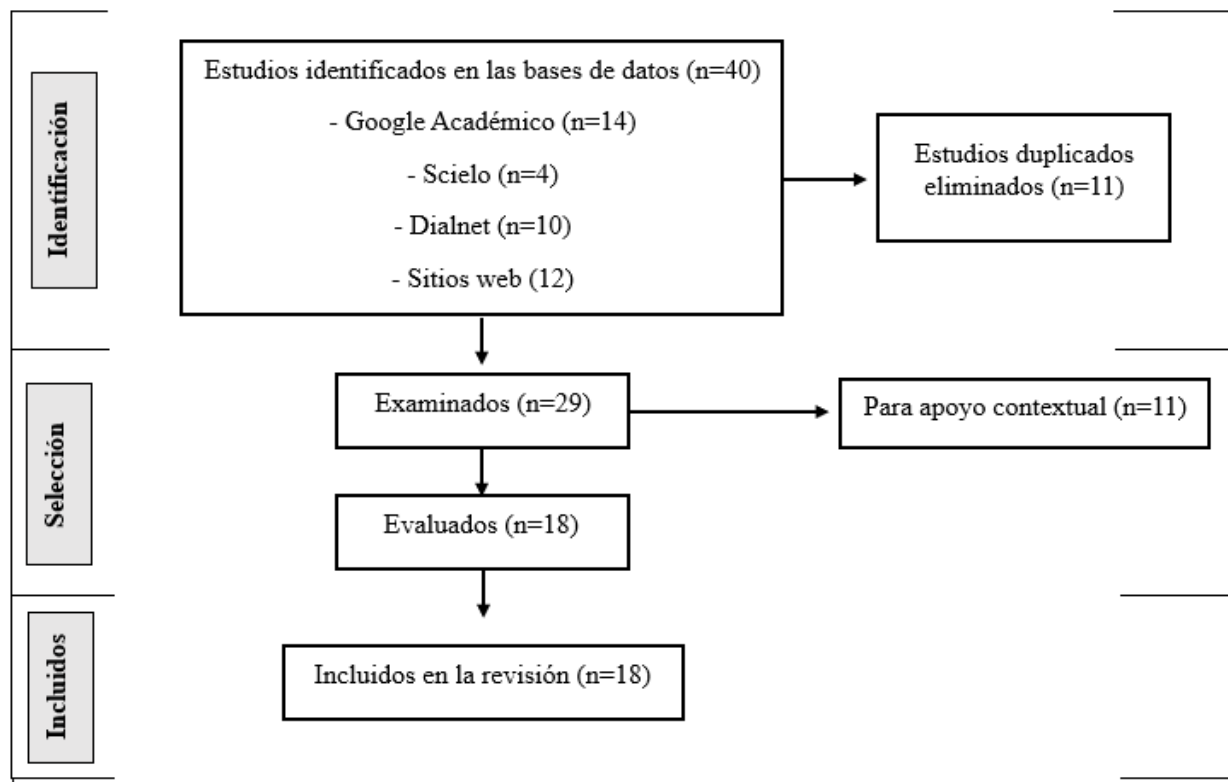 Identificación
Estudios identificados en las bases de datos (n=40)
- Google Académico (n=14)
- Scielo (n=4)
- Dialnet (n=10)
- Sitios web (12)
Estudios duplicados
eliminados (n=11)
Selección
Examinados (n=29)
Para apoyo contextual (n=11)
Evaluados (n=18)
Incluidos
Incluidos en la revisión (n=18)